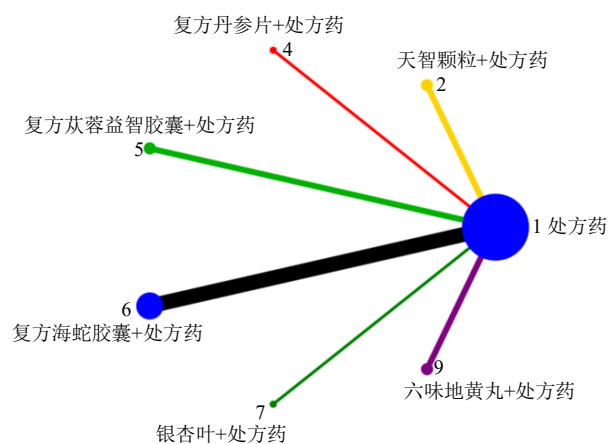 复方丹参片+处方药
4
天智颗粒+处方药
2
复方苁蓉益智胶囊+处方药
5
1 处方药
6
复方海蛇胶囊+处方药
9
六味地黄丸+处方药
7
银杏叶+处方药